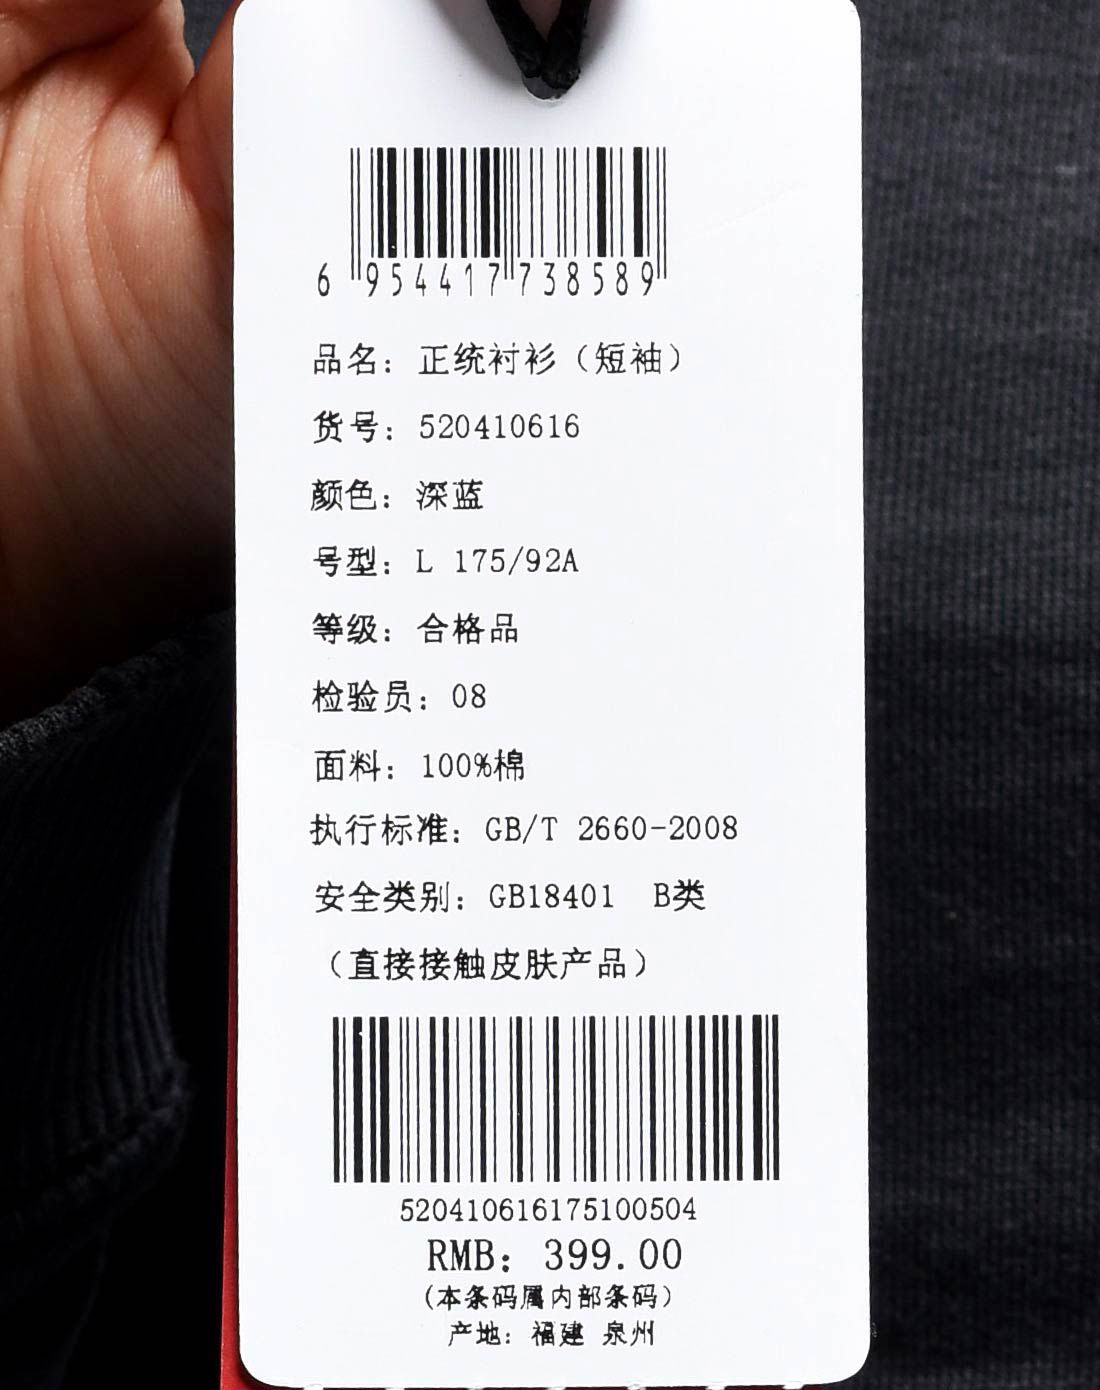 6 954417 738589
品名：正统衬衫（短袖）
货号：520410616
颜色：深蓝
号型：L 175/92A
等级：合格品
检验员：08
面料：100%棉
执行标准：GB/T 2660-2008
安全类别：GB18401 B类
（直接接触皮肤产品）
520410616175100504
RMB：399.00
(本条码属内部条码)
产地：福建 泉州